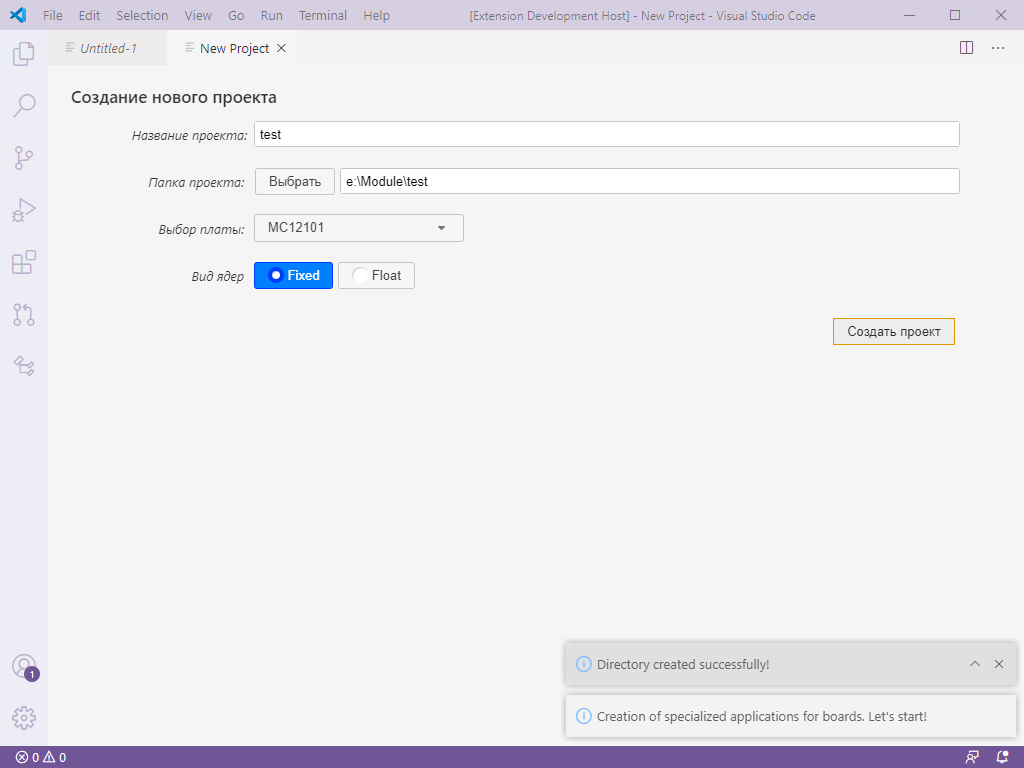 File Edit Selection View Go Run Terminal Help [Extension Development Host] - New Project - Visual Studio Code
Untitled-1 New Project
Создание нового проекта
Название проекта: test
Папка проекта: Выбрать e:\Module\test
Выбор платы: MC12101
Вид ядер Fixed Float
Создать проект
Directory created successfully!
1
Creation of specialized applications for boards. Let's start!
0 0